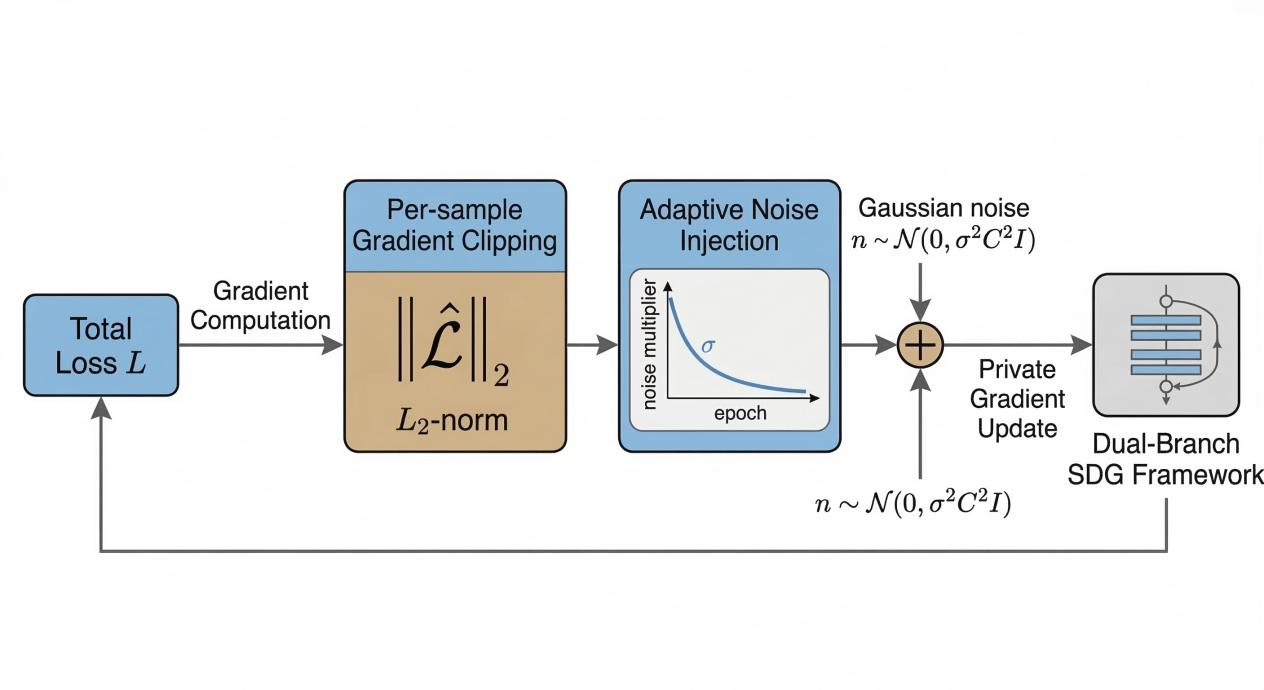 Total
Loss L
Gradient
Computation
Per-sample
Gradient Clipping
‖ℒ̂‖₂
L₂-norm
Adaptive Noise
Injection
noise multiplier
σ
epoch
Gaussian noise
n ~ 𝒩(0, σ²C²I)
+
n ∼ 𝒩(0, σ²C²I)
Private
Gradient
Update
Dual-Branch
SDG Framework